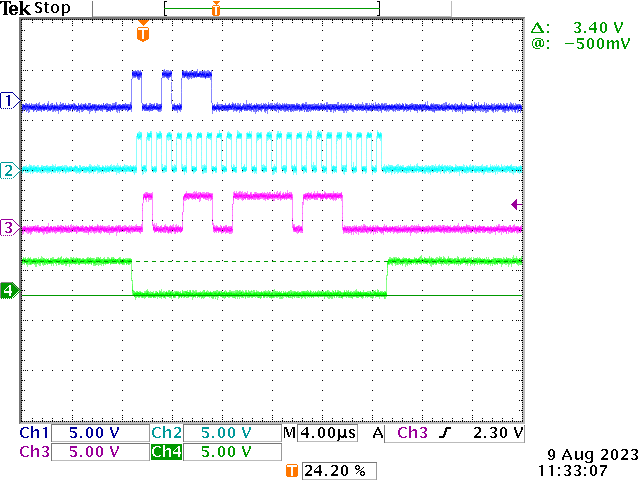 Tek Stop
T
T
Δ: 3.40 V
@: −500mV
1
2
3
4
Ch1 5.00 V Ch2 5.00 V M 4.00µs A Ch3 ƒ 2.30 V
Ch3 5.00 V Ch4 5.00 V
T 24.20 %
9 Aug 2023
11:33:07